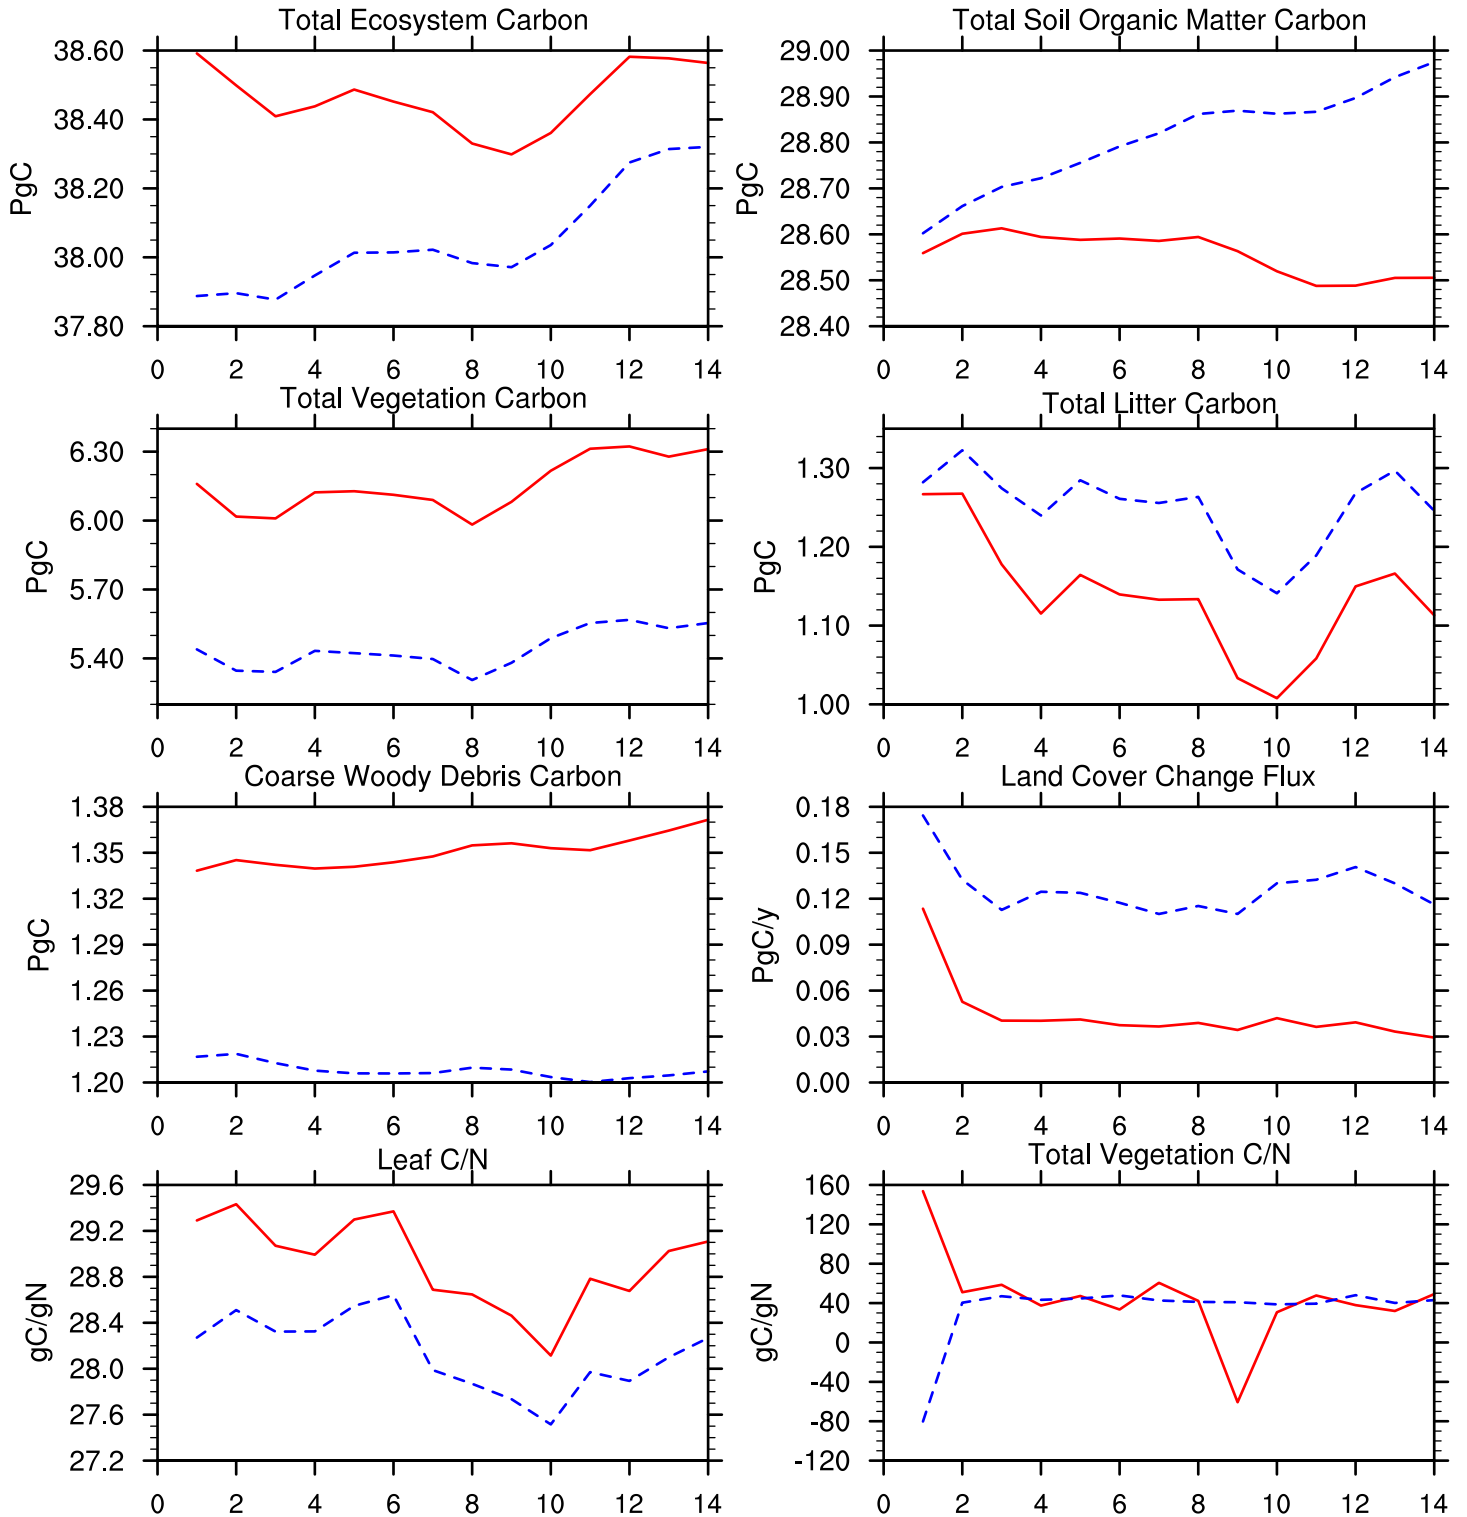 Total Ecosystem Carbon
38.60
38.40
38.20
38.00
37.80
PgC
0 2 4 6 8 10 12 14
Total Soil Organic Matter Carbon
29.00
28.90
28.80
28.70
28.60
28.50
28.40
PgC
0 2 4 6 8 10 12 14
Total Vegetation Carbon
6.30
6.00
5.70
5.40
PgC
0 2 4 6 8 10 12 14
Total Litter Carbon
1.30
1.20
1.10
1.00
PgC
0 2 4 6 8 10 12 14
Coarse Woody Debris Carbon
1.38
1.35
1.32
1.29
1.26
1.23
1.20
PgC
0 2 4 6 8 10 12 14
Land Cover Change Flux
0.18
0.15
0.12
0.09
0.06
0.03
0.00
PgC/y
0 2 4 6 8 10 12 14
Leaf C/N
29.6
29.2
28.8
28.4
28.0
27.6
27.2
gC/gN
0 2 4 6 8 10 12 14
Total Vegetation C/N
160
120
80
40
0
-40
-80
-120
gC/gN
0 2 4 6 8 10 12 14